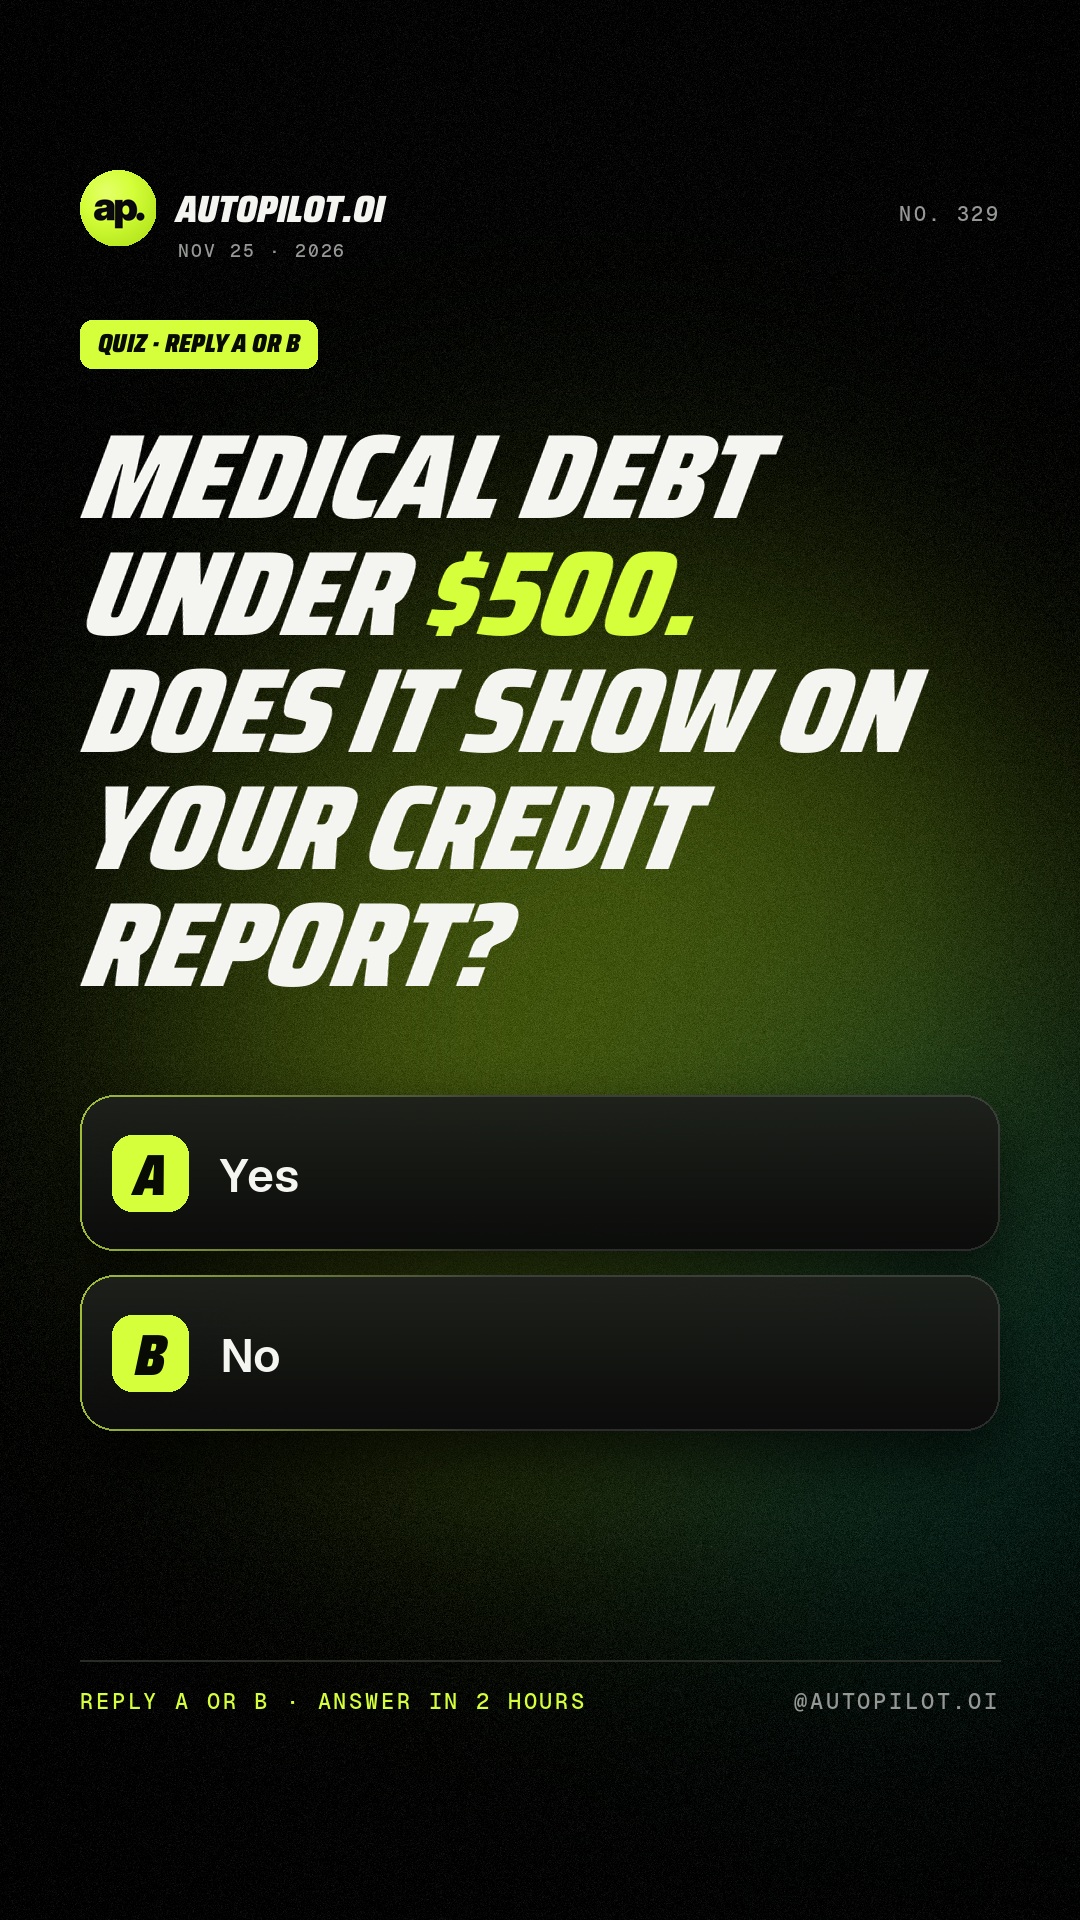 ap.
AUTOPILOT.OI
NOV 25 · 2026
NO. 329
QUIZ · REPLY A OR B
MEDICAL DEBT
UNDER $500.
DOES IT SHOW ON
YOUR CREDIT
REPORT?
A Yes
B No
REPLY A OR B · ANSWER IN 2 HOURS
@AUTOPILOT.OI